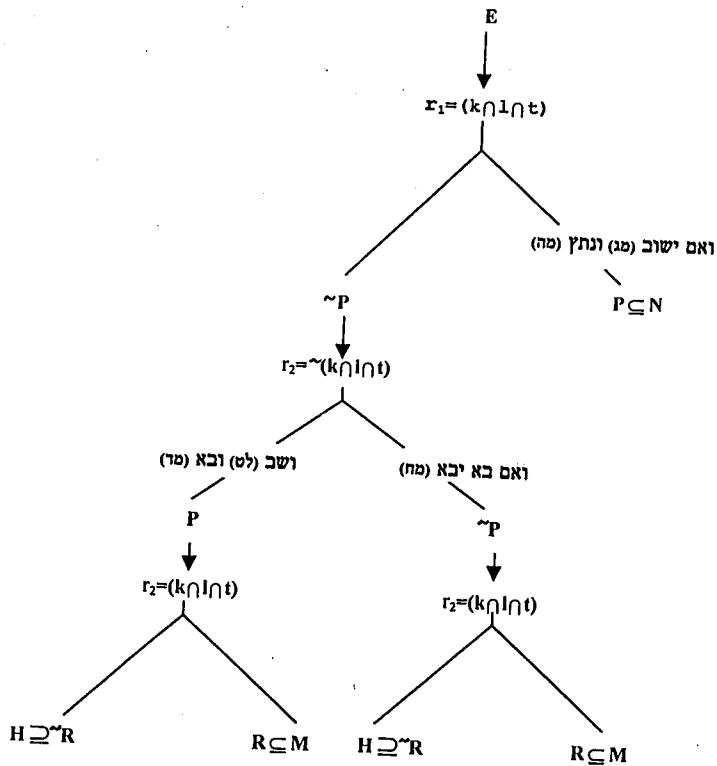 E
r₁=(k∩l∩t)
ואם ישוב (מג) ונתץ (מה)
~P
P⊆N
r₂=~(k∩l∩t)
ושב (לט) ובא (מד)
ואם בא יבא (מח)
P
~P
r₂=(k∩l∩t)
r₂=(k∩l∩t)
H⊇~R
R⊆M
H⊇~R
R⊆M